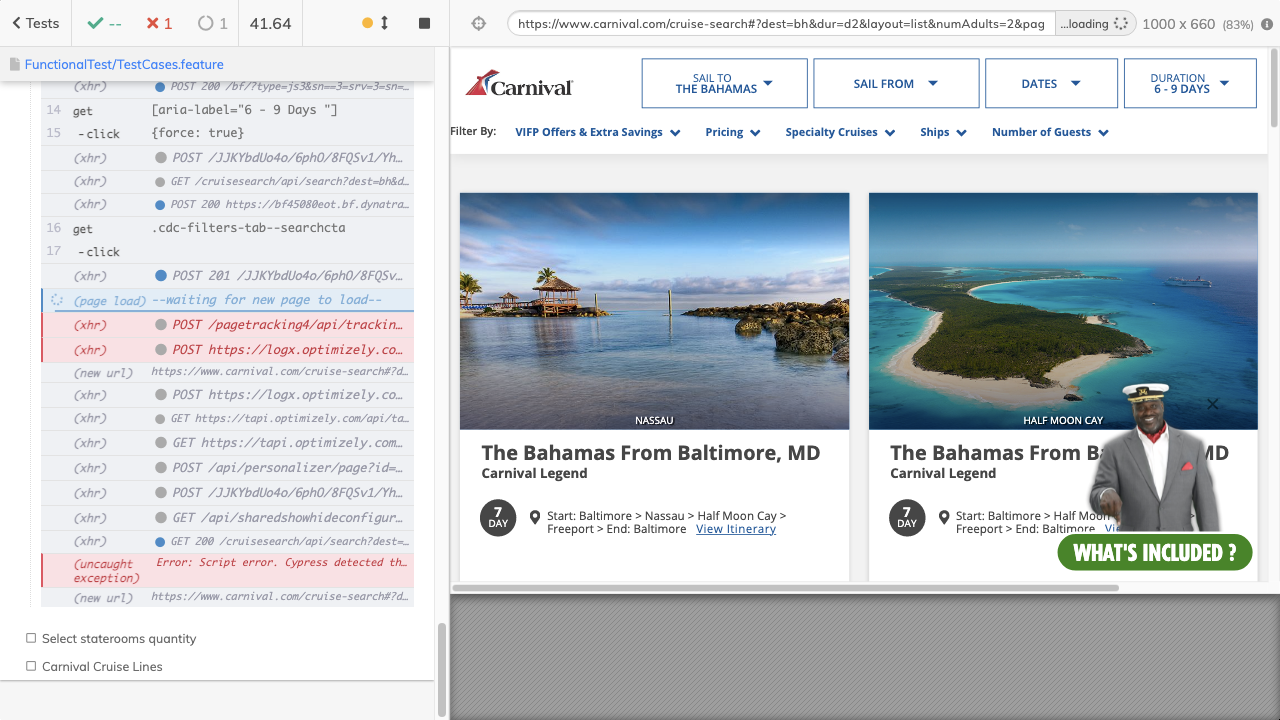 Tests
--
1
1
41.64
https://www.carnival.com/cruise-search#?dest=bh&dur=d2&layout=list&numAdults=2&pag
...loading
1000 x 660 (83%)
FunctionalTest/TestCases.feature
(xhr) POST 200 /bf/?type=js3&sn==3=srv=3=sn=…
14 get [aria-label="6 - 9 Days "]
15 -click {force: true}
(xhr) POST /JJKYbdUo4o/6phO/8FQSv1/Yh…
(xhr) GET /cruisesearch/api/search?dest=bh&d…
(xhr) POST 200 https://bf45080eot.bf.dynatra…
16 get .cdc-filters-tab--searchcta
17 -click
(xhr) POST 201 /JJKYbdUo4o/6phO/8FQSv…
(page load) --waiting for new page to load--
(xhr) POST /pagetracking4/api/trackin…
(xhr) POST https://logx.optimizely.co…
(new url) https://www.carnival.com/cruise-search#?d…
(xhr) POST https://logx.optimizely.co…
(xhr) GET https://tapi.optimizely.com/api/ta…
(xhr) GET https://tapi.optimizely.com…
(xhr) POST /api/personalizer/page?id=…
(xhr) POST /JJKYbdUo4o/6phO/8FQSv1/Yh…
(xhr) GET /api/sharedshowhideconfigur…
(xhr) GET 200 /cruisesearch/api/search?dest=…
(uncaught exception) Error: Script error. Cypress detected th…
(new url) https://www.carnival.com/cruise-search#?d…
Select staterooms quantity
Carnival Cruise Lines
Carnival
SAIL TO
THE BAHAMAS
SAIL FROM
DATES
DURATION
6 - 9 DAYS
Filter By: VIFP Offers & Extra Savings Pricing Specialty Cruises Ships Number of Guests
NASSAU
The Bahamas From Baltimore, MD
Carnival Legend
7
DAY
Start: Baltimore > Nassau > Half Moon Cay >
Freeport > End: Baltimore View Itinerary
HALF MOON CAY
The Bahamas From Ba MD
Carnival Legend
7
DAY
Start: Baltimore > Half Moon >
Freeport > End: Baltimore Vi
WHAT'S INCLUDED ?